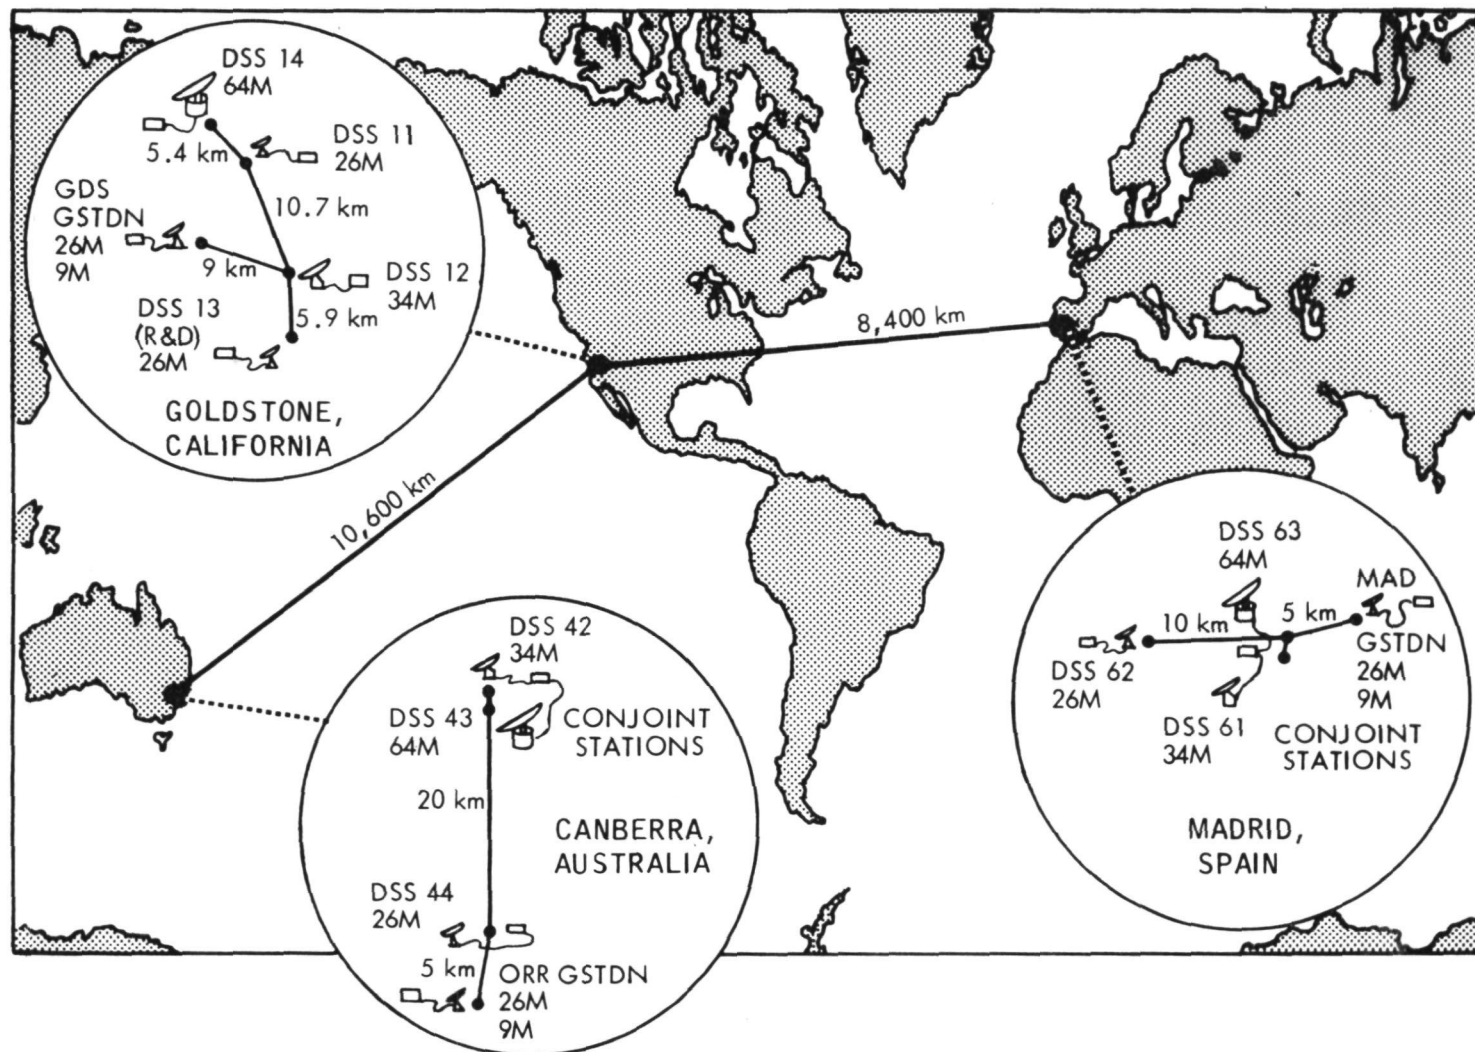 DSS 14
64M
5.4 km
DSS 11
26M
10.7 km
GDS
GSTDN
26M
9M
9 km
DSS 12
34M
DSS 13
(R&D)
26M
5.9 km
GOLDSTONE,
CALIFORNIA
8,400 km
10,600 km
DSS 42
34M
DSS 43
64M
CONJOINT
STATIONS
20 km
CANBERRA,
AUSTRALIA
DSS 44
26M
5 km
ORR GSTDN
26M
9M
DSS 63
64M
MAD
GSTDN
26M
9M
10 km
5 km
DSS 62
26M
DSS 61
34M
CONJOINT
STATIONS
MADRID,
SPAIN